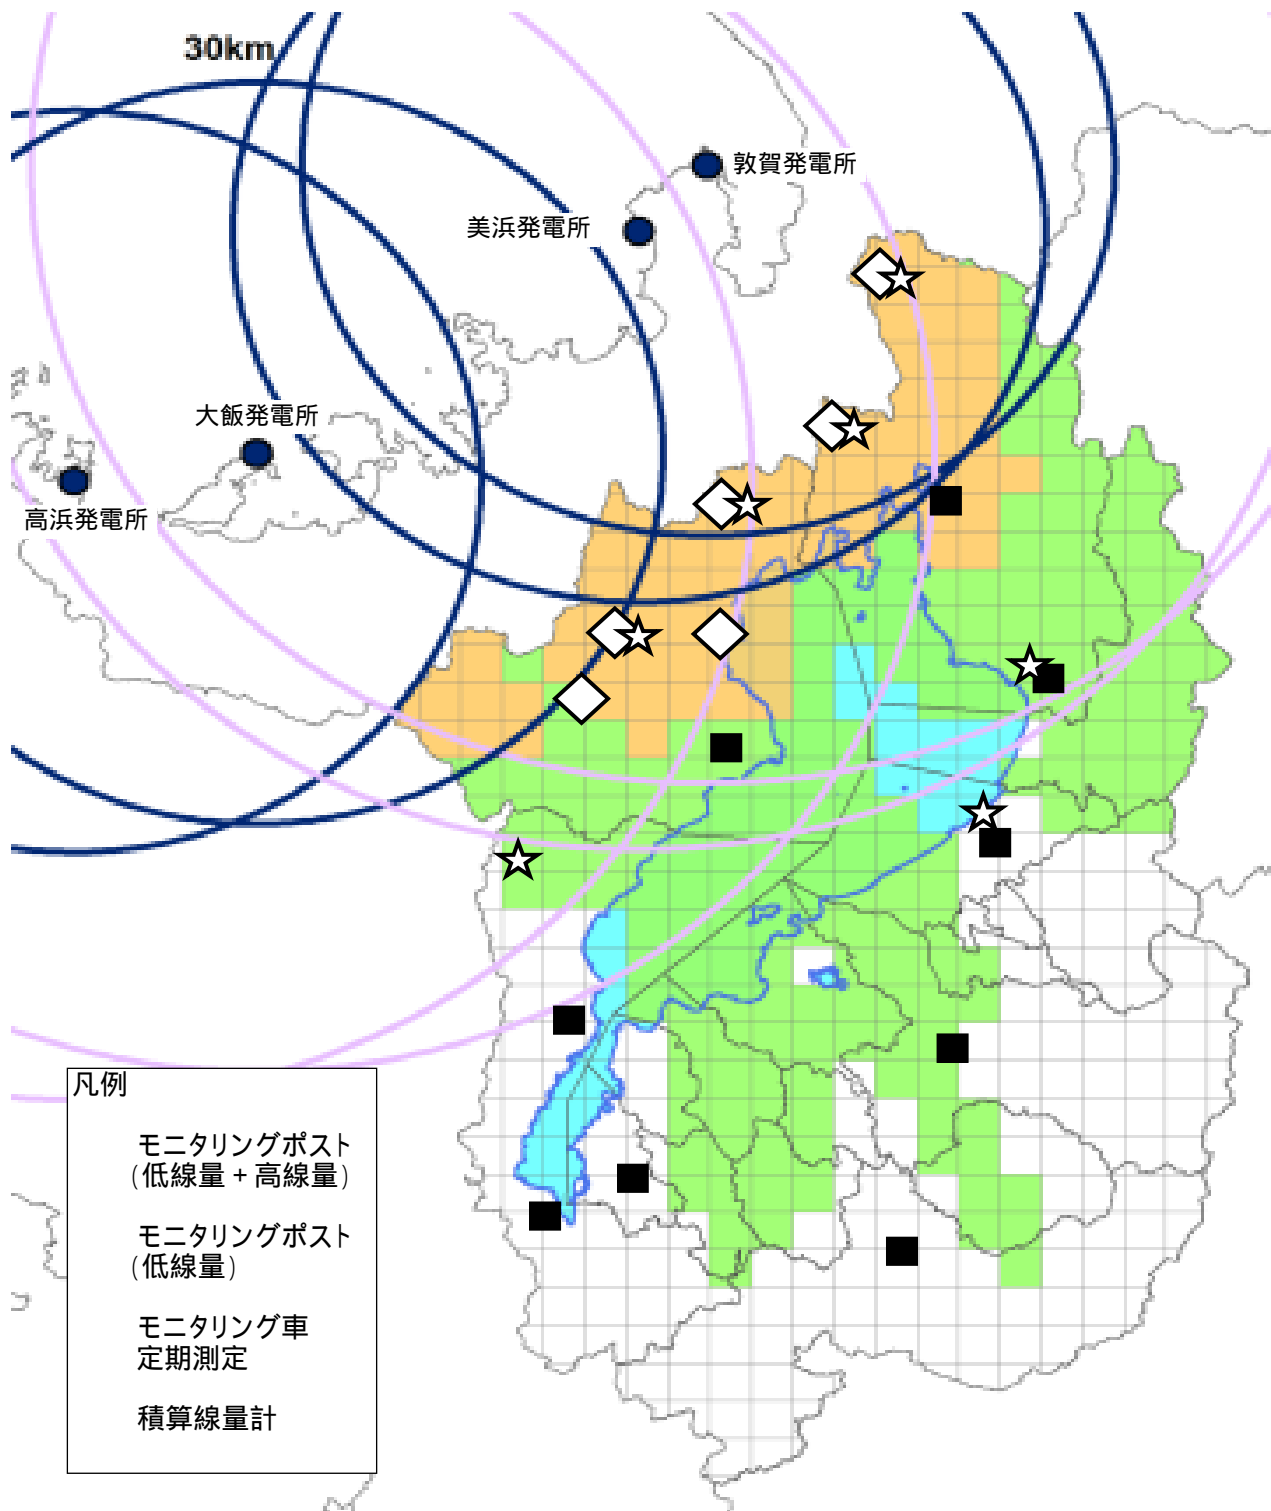 30km
敦賀発電所
美浜発電所
大飯発電所
高浜発電所
凡例
モニタリングポスト
(低線量+高線量)
モニタリングポスト
(低線量)
モニタリング車
定期測定
積算線量計